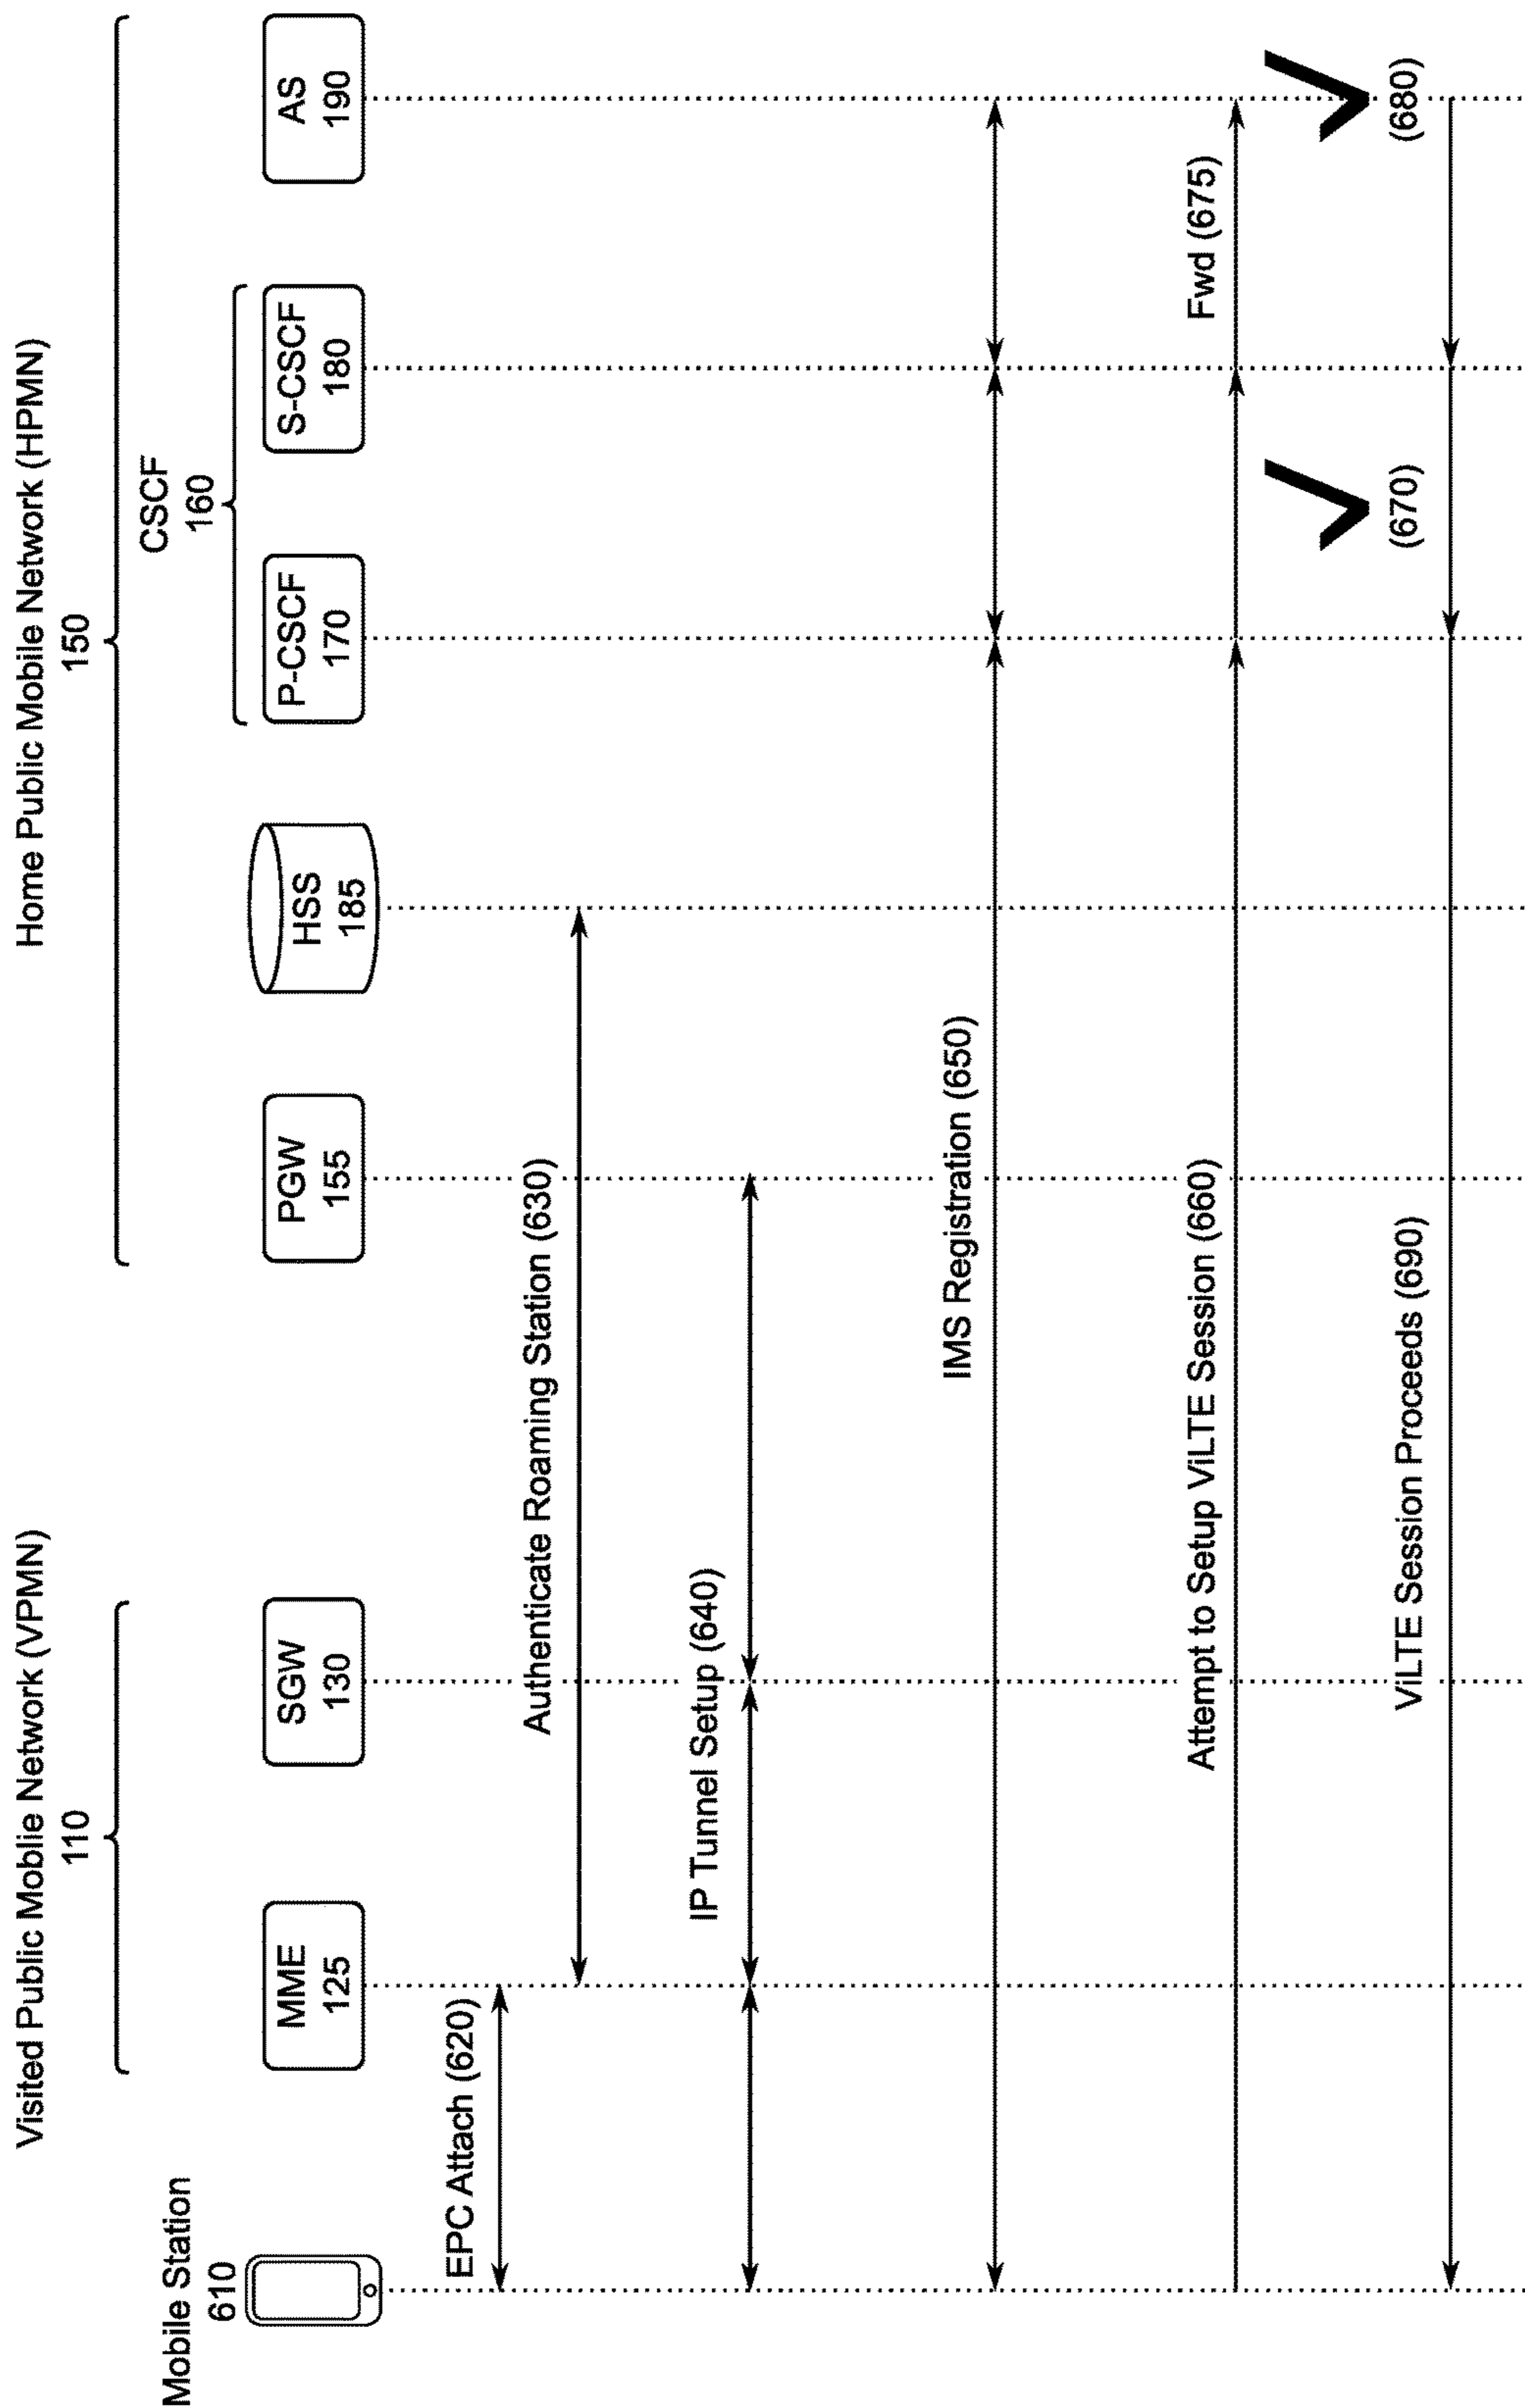 Visited Public Moblie Network (VPMN)
110
Home Public Mobile Network (HPMN)
150
CSCF
160
Mobile Station
610
MME
125
SGW
130
PGW
155
HSS
185
P-CSCF
170
S-CSCF
180
AS
190
EPC Attach (620)
Authenticate Roaming Station (630)
IP Tunnel Setup (640)
IMS Registration (650)
Attempt to Setup ViLTE Session (660)
Fwd (675)
(670)
(680)
ViLTE Session Proceeds (690)